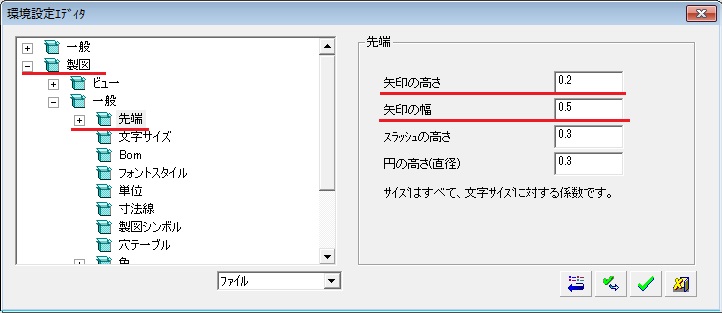 環境設定エディタ
一般
製図
ビュー
一般
先端
文字サイズ
Bom
フォントスタイル
単位
寸法線
製図シンボル
穴テーブル
色
ファイル
先端
矢印の高さ 0.2
矢印の幅 0.5
スラッシュの高さ 0.3
円の高さ(直径) 0.3
サイズはすべて、文字サイズに対する係数です。